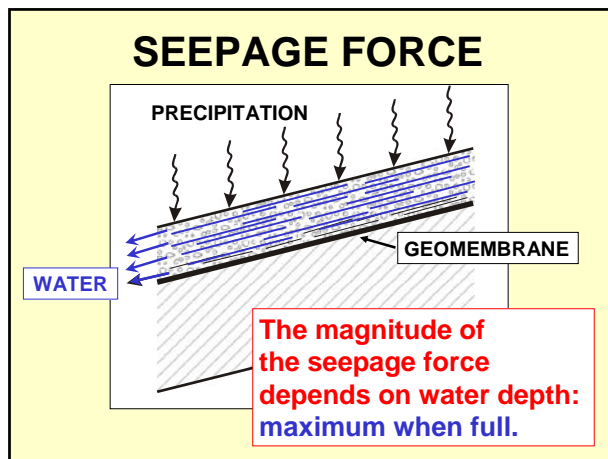 SEEPAGE FORCE
PRECIPITATION
GEOMEMBRANE
WATER
The magnitude of
the seepage force
depends on water depth:
maximum when full.